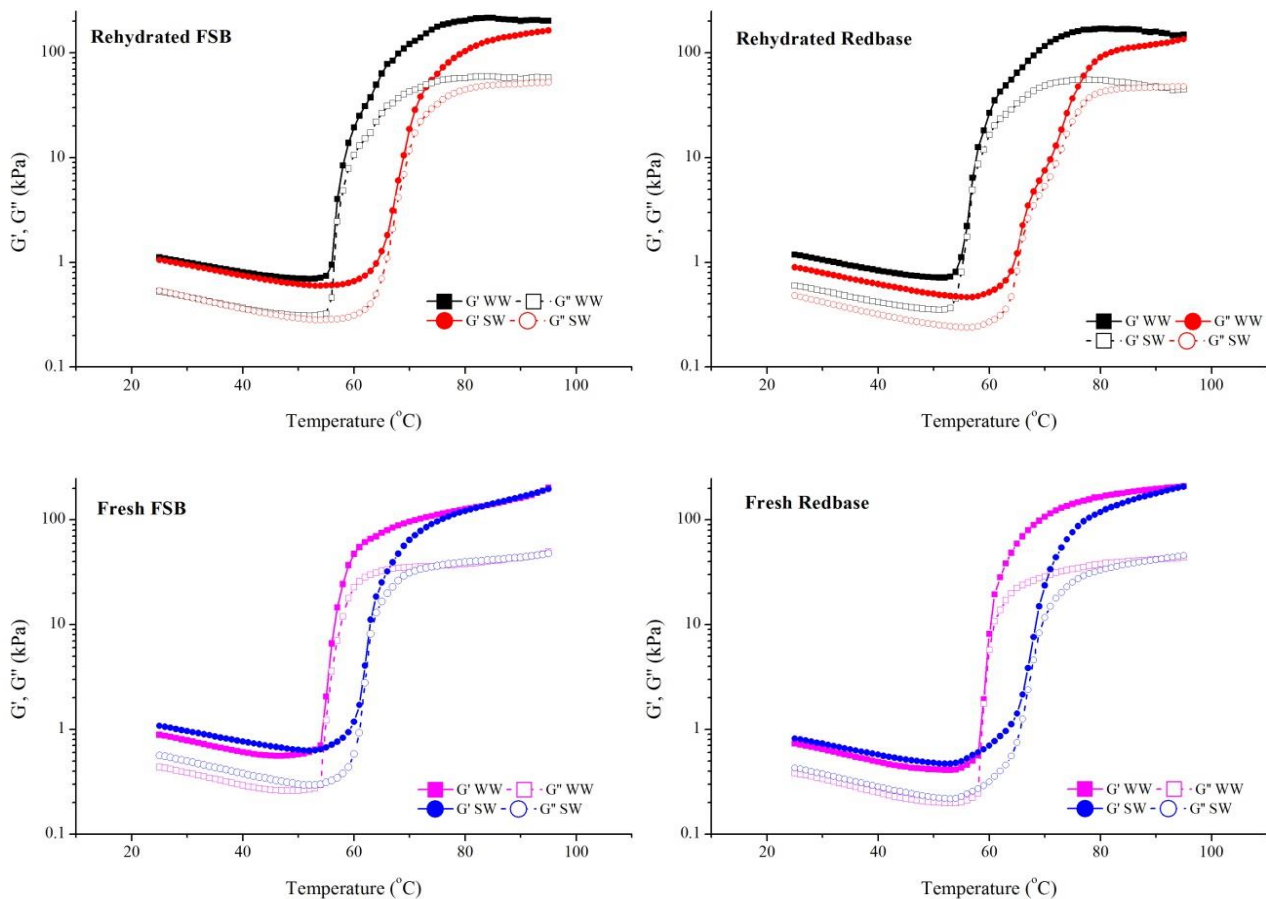 Rehydrated FSB
100
10
1
0.1
G', G" (kPa)
G' WW G" WW
G' SW G" SW
20 40 60 80 100
Temperature (°C)
Rehydrated Redbase
100
10
1
0.1
G', G" (kPa)
G' WW G" WW
G' SW G" SW
20 40 60 80 100
Temperature (°C)
Fresh FSB
100
10
1
0.1
G', G" (kPa)
G' WW G" WW
G' SW G" SW
20 40 60 80 100
Temperature (°C)
Fresh Redbase
100
10
1
0.1
G', G" (kPa)
G' WW G" WW
G' SW G" SW
20 40 60 80 100
Temperature (°C)